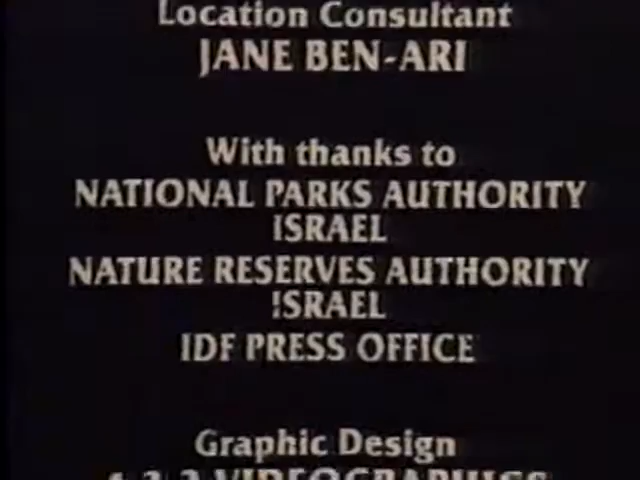 Location Consultant
JANE BEN-ARI
With thanks to
NATIONAL PARKS AUTHORITY
ISRAEL
NATURE RESERVES AUTHORITY
ISRAEL
IDF PRESS OFFICE
Graphic Design
VIDEOGRAPHICS